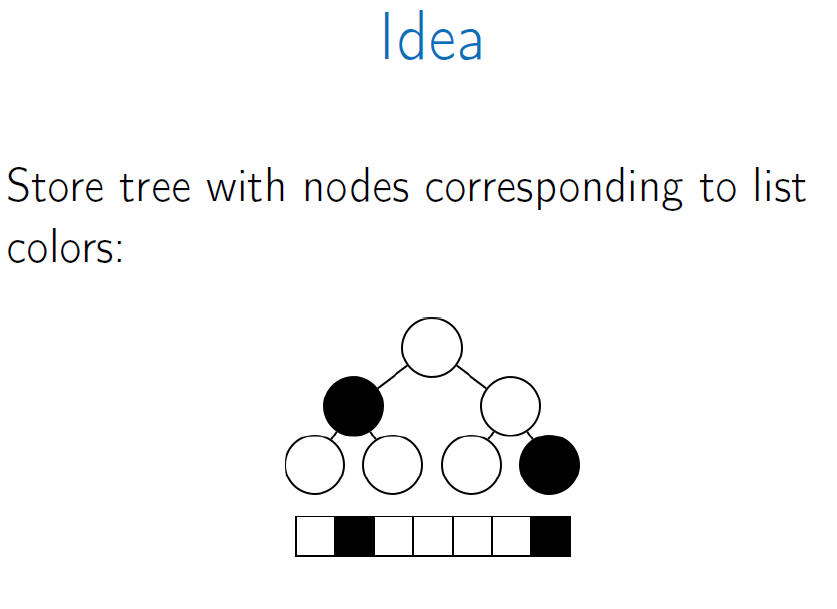 Idea
Store tree with nodes corresponding to list
colors: